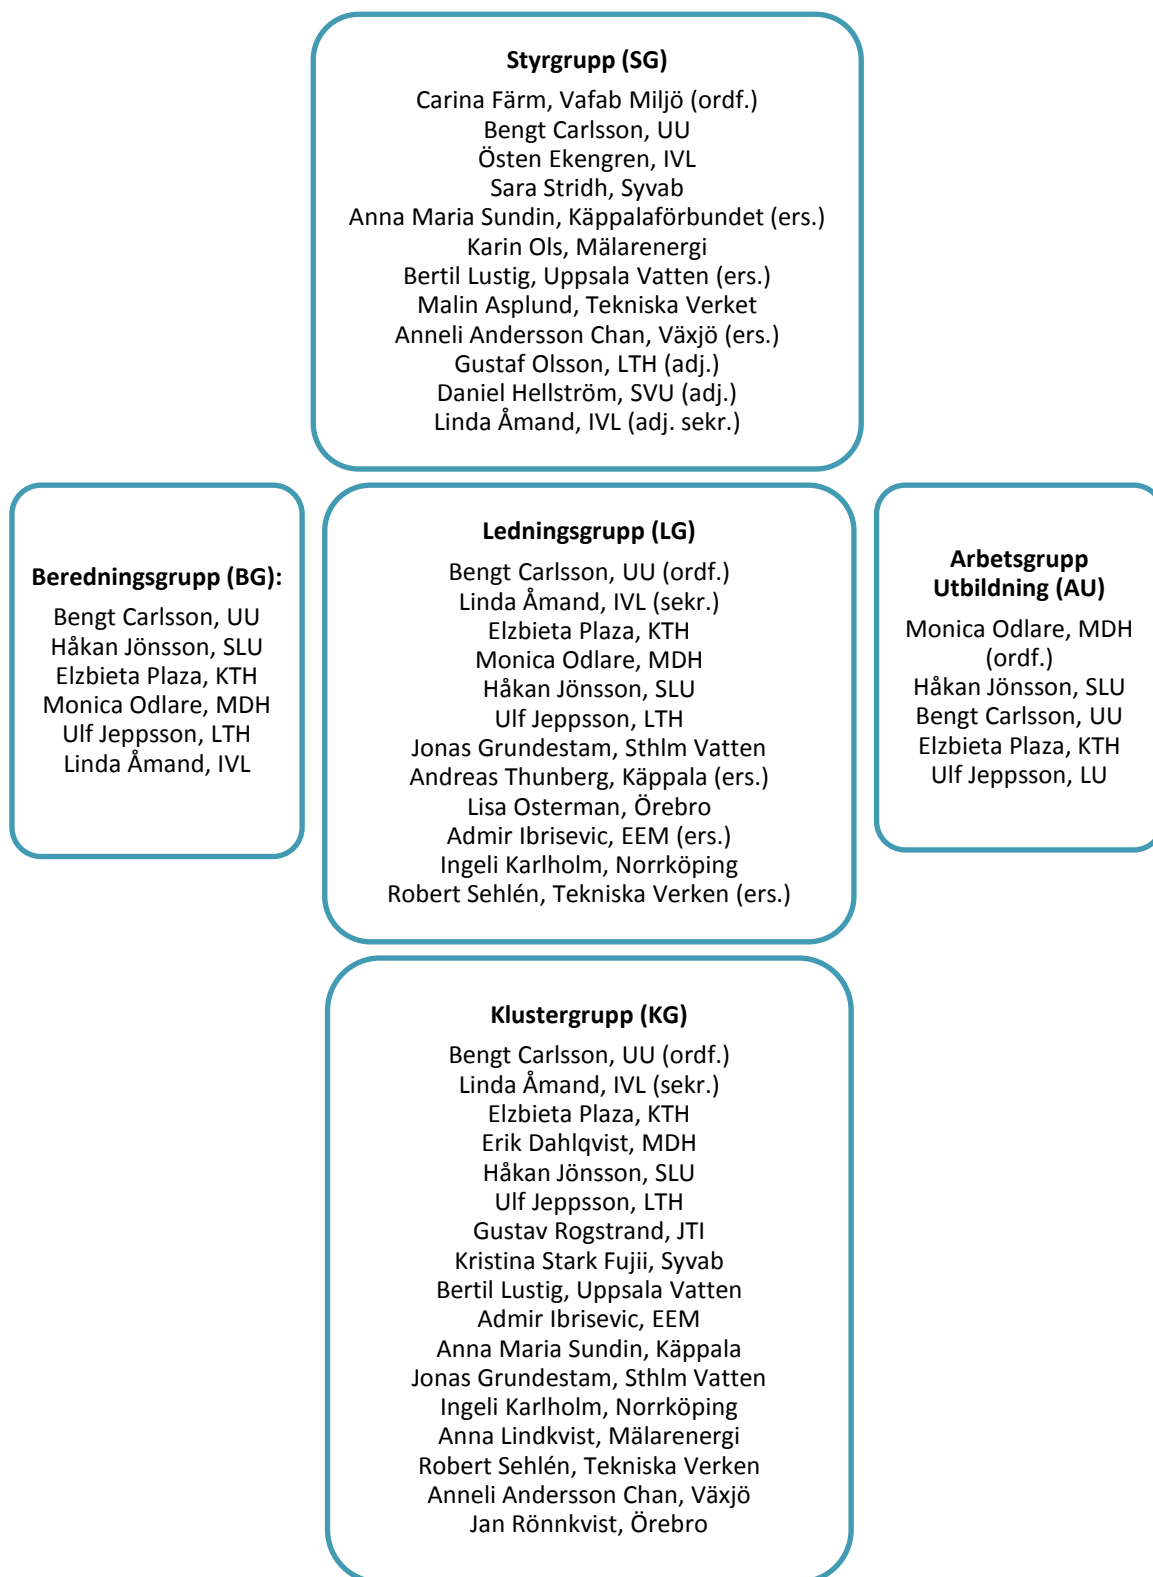 Styrgrupp (SG)
Carina Färm, Vafab Miljö (ordf.)
Bengt Carlsson, UU
Östen Ekengren, IVL
Sara Stridh, Syvab
Anna Maria Sundin, Käppalaförbundet (ers.)
Karin Ols, Mälarenergi
Bertil Lustig, Uppsala Vatten (ers.)
Malin Asplund, Tekniska Verket
Anneli Andersson Chan, Växjö (ers.)
Gustaf Olsson, LTH (adj.)
Daniel Hellström, SVU (adj.)
Linda Åmand, IVL (adj. sekr.)
Beredningsgrupp (BG):
Bengt Carlsson, UU
Håkan Jönsson, SLU
Elzbieta Plaza, KTH
Monica Odlare, MDH
Ulf Jeppsson, LTH
Linda Åmand, IVL
Ledningsgrupp (LG)
Bengt Carlsson, UU (ordf.)
Linda Åmand, IVL (sekr.)
Elzbieta Plaza, KTH
Monica Odlare, MDH
Håkan Jönsson, SLU
Ulf Jeppsson, LTH
Jonas Grundestam, Sthlm Vatten
Andreas Thunberg, Käppala (ers.)
Lisa Osterman, Örebro
Admir Ibrisevic, EEM (ers.)
Ingeli Karlholm, Norrköping
Robert Sehlén, Tekniska Verken (ers.)
Arbetsgrupp
Utbildning (AU)
Monica Odlare, MDH
(ordf.)
Håkan Jönsson, SLU
Bengt Carlsson, UU
Elzbieta Plaza, KTH
Ulf Jeppsson, LU
Klustergrupp (KG)
Bengt Carlsson, UU (ordf.)
Linda Åmand, IVL (sekr.)
Elzbieta Plaza, KTH
Erik Dahlqvist, MDH
Håkan Jönsson, SLU
Ulf Jeppsson, LTH
Gustav Rogstrand, JTI
Kristina Stark Fujii, Syvab
Bertil Lustig, Uppsala Vatten
Admir Ibrisevic, EEM
Anna Maria Sundin, Käppala
Jonas Grundestam, Sthlm Vatten
Ingeli Karlholm, Norrköping
Anna Lindkvist, Mälarenergi
Robert Sehlén, Tekniska Verken
Anneli Andersson Chan, Växjö
Jan Rönnkvist, Örebro